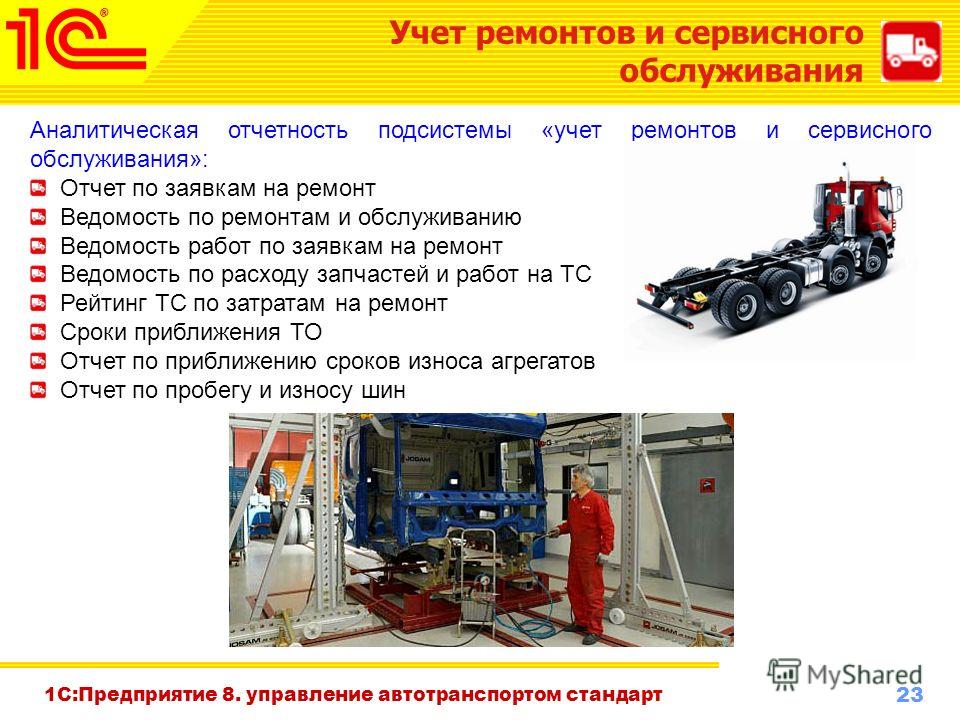 1С®
Учет ремонтов и сервисного
обслуживания
Аналитическая отчетность подсистемы «учет ремонтов и сервисного
обслуживания»:
Отчет по заявкам на ремонт
Ведомость по ремонтам и обслуживанию
Ведомость работ по заявкам на ремонт
Ведомость по расходу запчастей и работ на ТС
Рейтинг ТС по затратам на ремонт
Сроки приближения ТО
Отчет по приближению сроков износа агрегатов
Отчет по пробегу и износу шин
JOSAM
JOSAM
JOSAM
1С:Предприятие 8. управление автотранспортом стандарт
23
MyShared